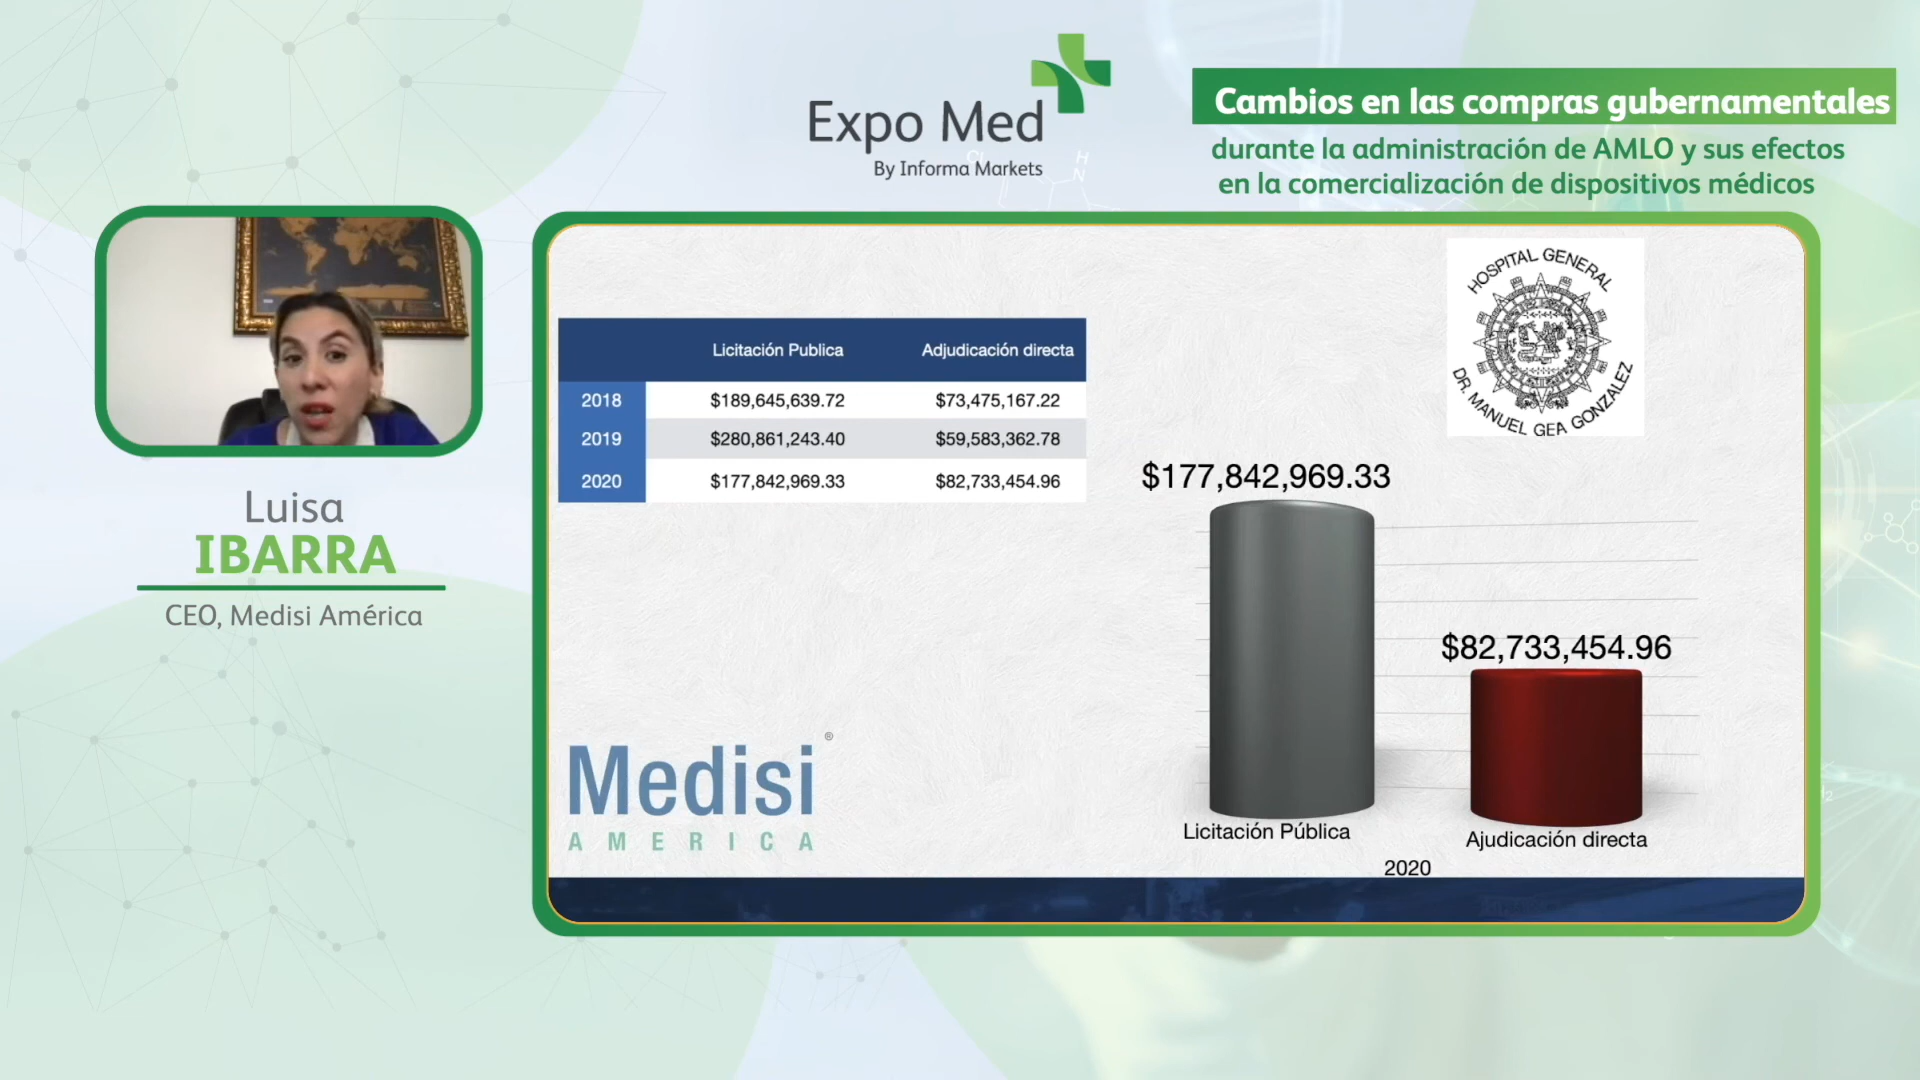 Expo Med
By Informa Markets
Cambios en las compras gubernamentales
durante la administración de AMLO y sus efectos
en la comercialización de dispositivos médicos
Luisa
IBARRA
CEO, Medisi América
Licitación Publica Adjudicación directa
2018 $189,645,639.72 $73,475,167.22
2019 $280,861,243.40 $59,583,362.78
2020 $177,842,969.33 $82,733,454.96
HOSPITAL GENERAL
DR. MANUEL GEA GONZALEZ
$177,842,969.33
$82,733,454.96
Licitación Pública
Ajudicación directa
2020
Medisi®
AMERICA